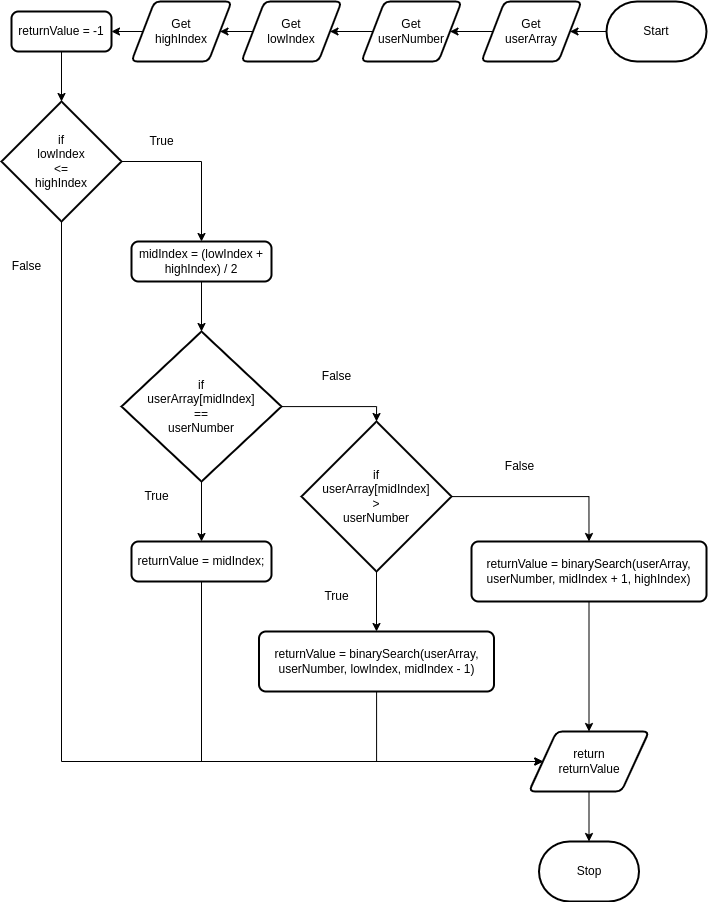 Start
Get
userArray
Get
userNumber
Get
lowIndex
Get
highIndex
returnValue = -1
if
lowIndex
<=
highIndex
True
False
midIndex = (lowIndex +
highIndex) / 2
if
userArray[midIndex]
==
userNumber
False
True
if
userArray[midIndex]
>
userNumber
False
True
returnValue = midIndex;
returnValue = binarySearch(userArray,
userNumber, midIndex + 1, highIndex)
returnValue = binarySearch(userArray,
userNumber, lowIndex, midIndex - 1)
return
returnValue
Stop